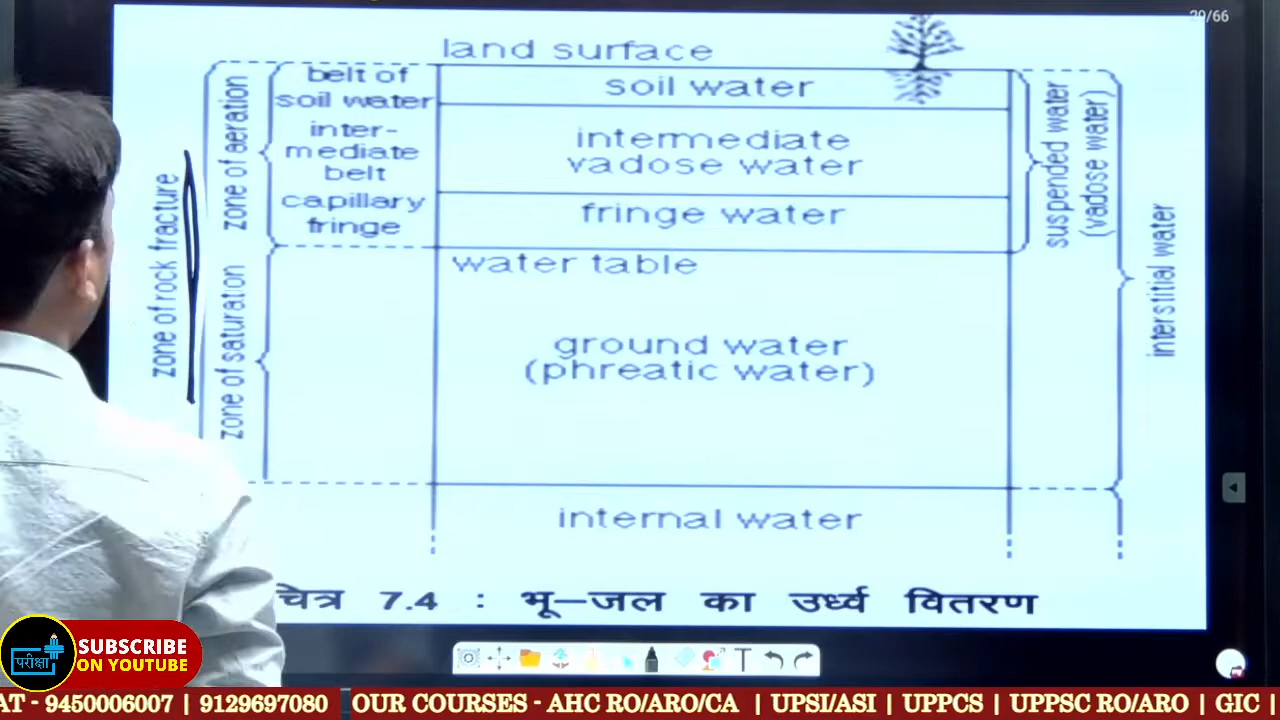 29/66
land surface
belt of
soil water
soil water
inter-
mediate
belt
intermediate
vadose water
capillary
fringe
fringe water
water table
ground water
(phreatic water)
internal water
zone of rock fracture
zone of aeration
zone of saturation
suspended water
(vadose water)
interstitial water
चित्र 7.4 : भू–जल का उर्ध्व वितरण
T
परीक्षा
SUBSCRIBE
ON YOUTUBE
AT - 9450006007 | 9129697080 OUR COURSES - AHC RO/ARO/CA | UPSI/ASI | UPPCS | UPPSC RO/ARO | GIC |